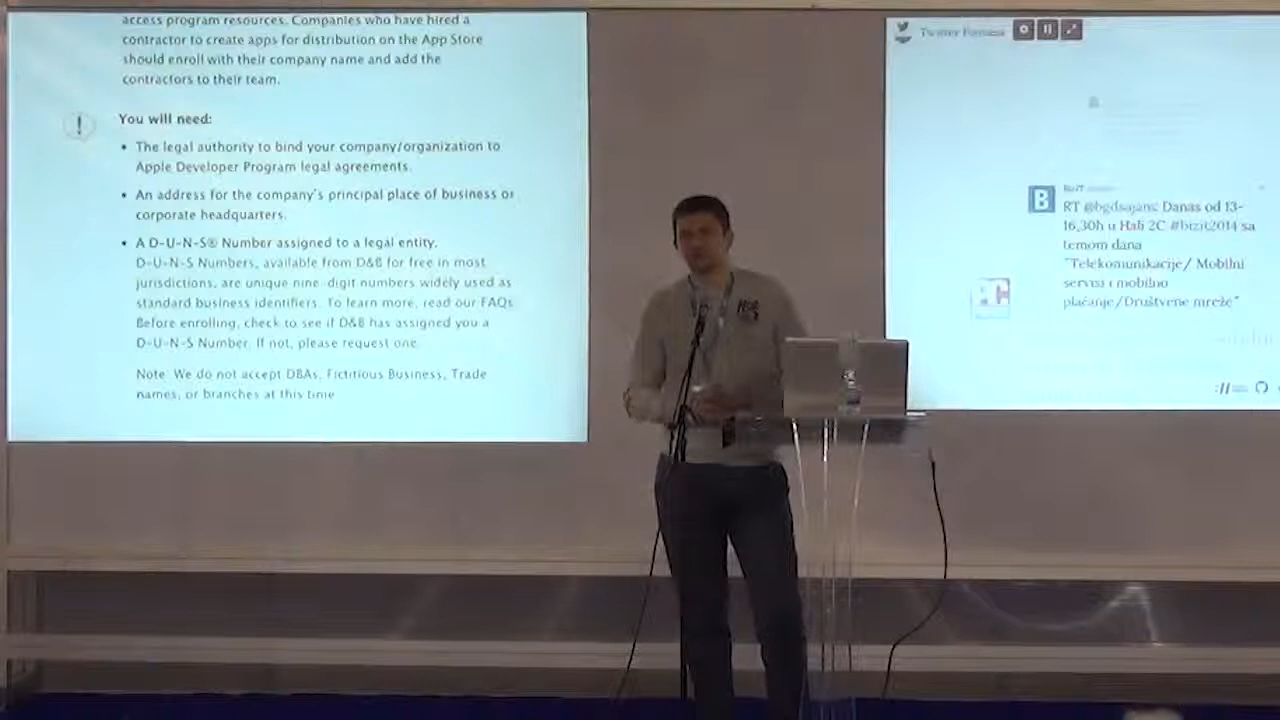 access program resources. Companies who have hired a
contractor to create apps for distribution on the App Store
should enroll with their company name and add the
contractors to their team.
!
You will need:
• The legal authority to bind your company/organization to
Apple Developer Program legal agreements.
• An address for the company's principal place of business or
corporate headquarters.
• A D-U-N-S® Number assigned to a legal entity.
D-U-N-S Numbers, available from D&B for free in most
jurisdictions, are unique nine-digit numbers widely used as
standard business identifiers. To learn more, read our FAQs.
Before enrolling, check to see if D&B has assigned you a
D-U-N-S Number. If not, please request one.
Note: We do not accept DBAs, Fictitious Business, Trade
names, or branches at this time.
Twitter
B
BizIT
RT @bgdsajam: Danas od 13-
16,30h u Hali 2C #bizit2014 sa
temom dana
"Telekomunikacije/ Mobilni
servisi i mobilno
plaćanje/Društvene mreže"
://